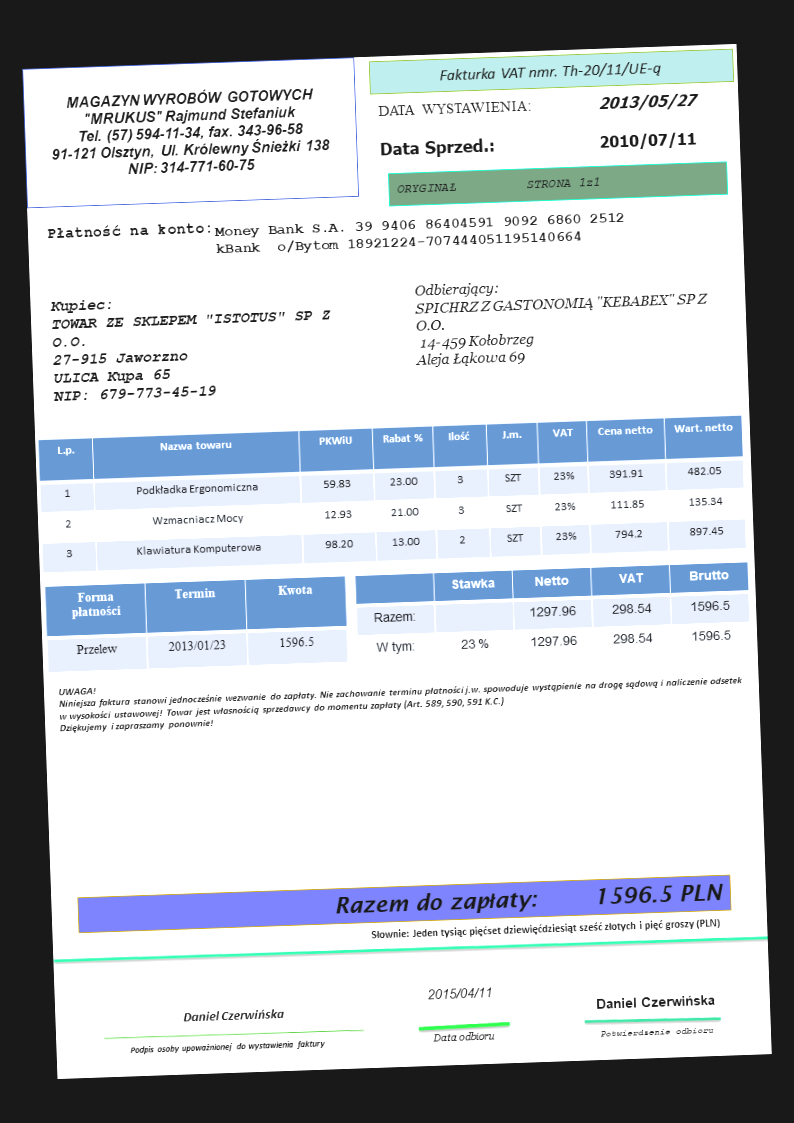 MAGAZYN WYROBÓW GOTOWYCH
"MRUKUS" Rajmund Stefaniuk
Tel. (57) 594-11-34, fax. 343-96-58
91-121 Olsztyn, Ul. Królewny Śnieżki 138
NIP: 314-771-60-75
Fakturka VAT nmr. Th-20/11/UE-q
DATA WYSTAWIENIA: 2013/05/27
Data Sprzed.: 2010/07/11
ORYGINAŁ STRONA 1z1
Płatność na konto: Money Bank S.A. 39 9406 86404591 9092 6860 2512
kBank o/Bytom 18921224-707444051195140664
Kupiec:
TOWAR ZE SKLEPEM "ISTOTUS" SP Z
O.O.
27-915 Jaworzno
ULICA Kupa 65
NIP: 679-773-45-19
Odbierający:
SPICHRZ Z GASTONOMIĄ "KEBABEX" SP Z
O.O.
14-459 Kołobrzeg
Aleja Łąkowa 69
L.p. Nazwa towaru PKWiU Rabat % Ilość J.m. VAT Cena netto Wart. netto
1 Podkładka Ergonomiczna 59.83 23.00 3 SZT 23% 391.91 482.05
2 Wzmacniacz Mocy 12.93 21.00 3 SZT 23% 111.85 135.34
3 Klawiatura Komputerowa 98.20 13.00 2 SZT 23% 794.2 897.45
Forma płatności Termin Kwota
Przelew 2013/01/23 1596.5
Stawka Netto VAT Brutto
Razem: 1297.96 298.54 1596.5
W tym: 23 % 1297.96 298.54 1596.5
UWAGA!
Niniejsza faktura stanowi jednocześnie wezwanie do zapłaty. Nie zachowanie terminu płatności j.w. spowoduje wystąpienie na drogę sądową i naliczenie odsetek
w wysokości ustawowej! Towar jest własnością sprzedawcy do momentu zapłaty (Art. 589, 590, 591 K.C.)
Dziękujemy i zapraszamy ponownie!
Razem do zapłaty: 1596.5 PLN
Słownie: Jeden tysiąc pięćset dziewięćdziesiąt sześć złotych i pięć groszy (PLN)
Daniel Czerwińska
Podpis osoby upoważnionej do wystawienia faktury
2015/04/11
Data odbioru
Daniel Czerwińska
Potwierdzenie odbioru